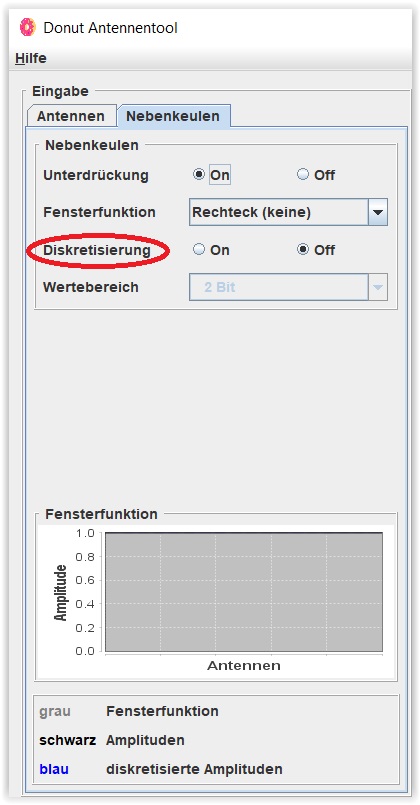 Donut Antennentool
Hilfe
Eingabe
Antennen Nebenkeulen
Nebenkeulen
Unterdrückung On Off
Fensterfunktion Rechteck (keine)
Diskretisierung On Off
Wertebereich 2 Bit
Fensterfunktion
1.0
0.8
0.6
0.4
0.2
0.0
Amplitude
Antennen
grau Fensterfunktion
schwarz Amplituden
blau diskretisierte Amplituden